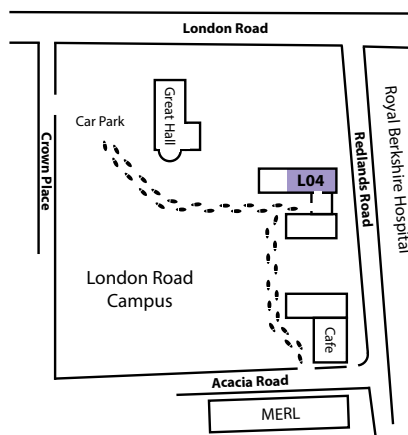 London Road
Great Hall
Car Park
Crown Place
L04
Redlands Road
Royal Berkshire Hospital
London Road
Campus
Cafe
Acacia Road
MERL